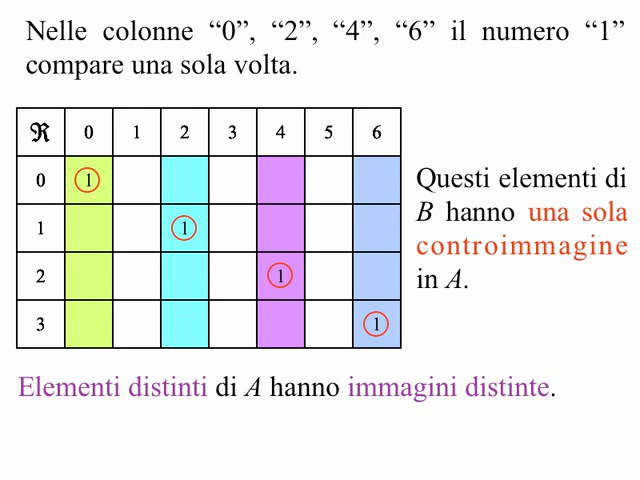 Nelle colonne “0”, “2”, “4”, “6” il numero “1”
compare una sola volta.
ℜ 0 1 2 3 4 5 6
0 1
1 1
2 1
3 1
Questi elementi di
B hanno una sola
controimmagine
in A.
Elementi distinti di A hanno immagini distinte.